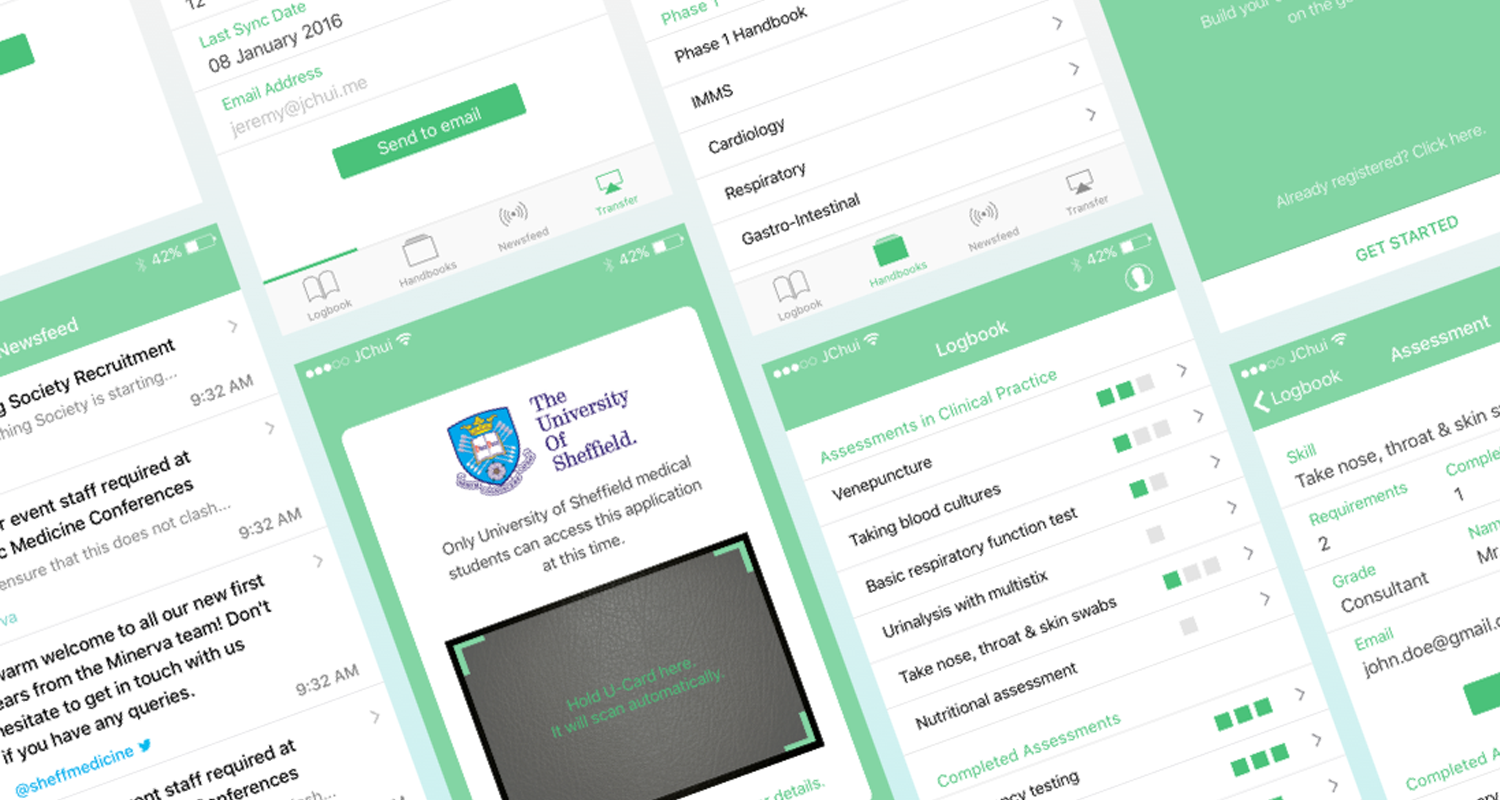 12
Last Sync Date
08 January 2016
Email Address
jeremy@jchui.me
Send to email
Logbook
Handbooks
Newsfeed
Transfer
Phase 1
Phase 1 Handbook
IMMS
Cardiology
Respiratory
Gastro-Intestinal
Logbook
Handbooks
Newsfeed
Transfer
Build your
on the
Already registered? Click here.
GET STARTED
42%
Newsfeed
Society Recruitment
Society is starting...
9:32 AM
event staff required at
Medicine Conferences
ensure that this does not clash...
9:32 AM
warm welcome to all our new first
years from the Minerva team! Don't
hesitate to get in touch with us
if you have any queries.
@sheffmedicine
9:32 AM
staff required at
Conferences
JChui
42%
The
University
Of
Sheffield.
Only University of Sheffield medical
students can access this application
at this time.
Hold U-Card here.
It will scan automatically.
details.
JChui
42%
Logbook
Assessments in Clinical Practice
Venepuncture
Taking blood cultures
Basic respiratory function test
Urinalysis with multistix
Take nose, throat & skin swabs
Nutritional assessment
Completed Assessments
testing
JChui
Logbook
Assessment
Skill
Take nose, throat & skin
Requirements
2
1
Grade
Consultant
Mr
Email
john.doe@gmail.
Completed